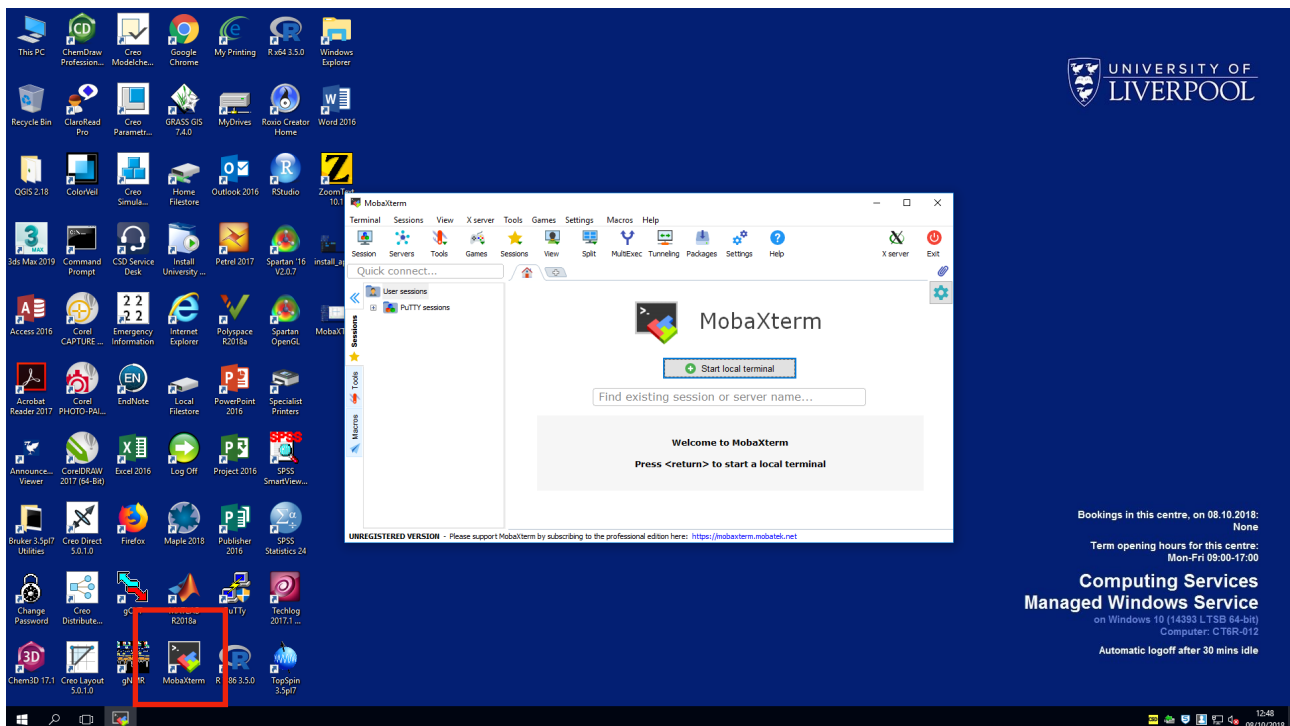 This PC
ChemDraw
Profession...
Creo
Modelche...
Google
Chrome
My Printing
R x64 3.5.0
Windows
Explorer
Recycle Bin
ClaroRead
Pro
Creo
Parametr...
GRASS GIS
7.4.0
MyDrives
Roxio Creator
Home
Word 2016
QGIS 2.18
ColorVeil
Creo
Simula...
Home
Filestore
Outlook 2016
RStudio
ZoomText
10.1
3ds Max 2019
Command
Prompt
CSD Service
Desk
Install
University ...
Petrel 2017
Spartan '16
V2.0.7
install_ap
Access 2016
Corel
CAPTURE ...
Emergency
Information
Internet
Explorer
Polyspace
R2018a
Spartan
OpenGL
MobaXT
Acrobat
Reader 2017
Corel
PHOTO-PAI...
EndNote
Local
Filestore
PowerPoint
2016
Specialist
Printers
Announce...
Viewer
CorelDRAW
2017 (64-Bit)
Excel 2016
Log Off
Project 2016
SPSS
SmartView...
Bruker 3.5pl7
Utilities
Creo Direct
5.0.1.0
Firefox
Maple 2018
Publisher
2016
SPSS
Statistics 24
Change
Password
Creo
Distribute...
R2018a
PuTTy
Techlog
2017.1 ...
Chem3D 17.1
Creo Layout
5.0.1.0
gNMR
MobaXterm
R x86 3.5.0
TopSpin
3.5pl7
UNIVERSITY OF
LIVERPOOL
MobaXterm
Terminal Sessions View X server Tools Games Settings Macros Help
Session Servers Tools Games Sessions View Split MultiExec Tunneling Packages Settings Help X server Exit
Quick connect...
User sessions
PuTTY sessions
Sessions
Tools
Macros
MobaXterm
Start local terminal
Find existing session or server name...
Welcome to MobaXterm
Press <return> to start a local terminal
UNREGISTERED VERSION - Please support MobaXterm by subscribing to the professional edition here: https://mobaxterm.mobatek.net
Bookings in this centre, on 08.10.2018:
None
Term opening hours for this centre:
Mon-Fri 09:00-17:00
Computing Services
Managed Windows Service
on Windows 10 (14393 LTSB 64-bit)
Computer: CT6R-012
Automatic logoff after 30 mins idle
12:48
08/10/2018